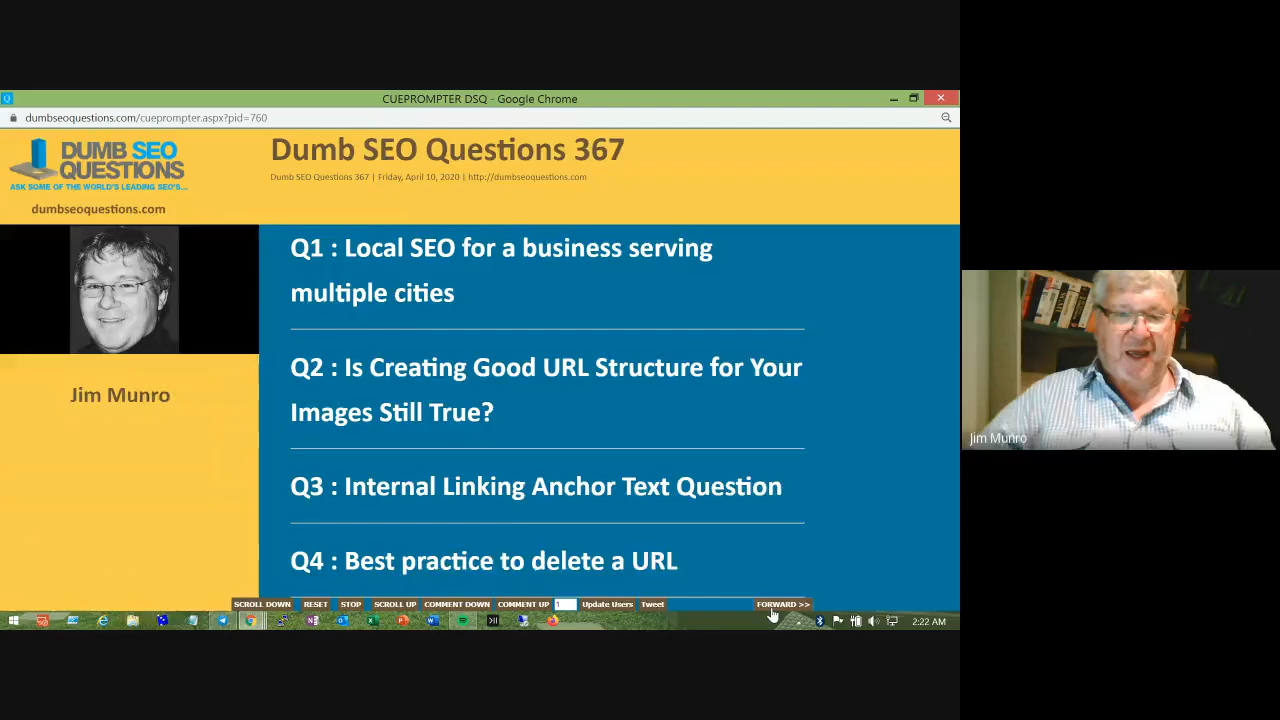 CUEPROMPTER DSQ - Google Chrome
dumbseoquestions.com/cueprompter.aspx?pid=760
DUMB SEO
QUESTIONS
ASK SOME OF THE WORLD'S LEADING SEO'S...
dumbseoquestions.com
Dumb SEO Questions 367
Dumb SEO Questions 367 | Friday, April 10, 2020 | http://dumbseoquestions.com
Jim Munro
Q1 : Local SEO for a business serving
multiple cities
Q2 : Is Creating Good URL Structure for Your
Images Still True?
Q3 : Internal Linking Anchor Text Question
Q4 : Best practice to delete a URL
SCROLL DOWN RESET STOP SCROLL UP COMMENT DOWN COMMENT UP 1 Update Users Tweet FORWARD >>
2:22 AM
Jim Munro